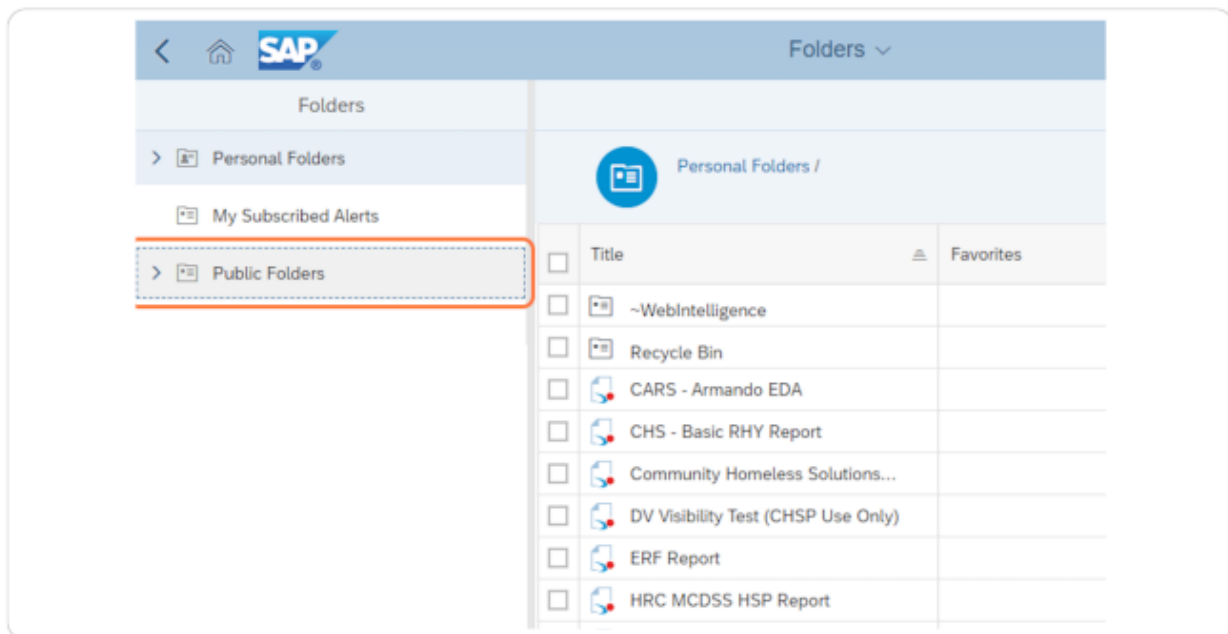 SAP®
Folders
Folders
Personal Folders
My Subscribed Alerts
Public Folders
Personal Folders /
Title Favorites
~WebIntelligence
Recycle Bin
CARS - Armando EDA
CHS - Basic RHY Report
Community Homeless Solutions...
DV Visibility Test (CHSP Use Only)
ERF Report
HRC MCDSS HSP Report